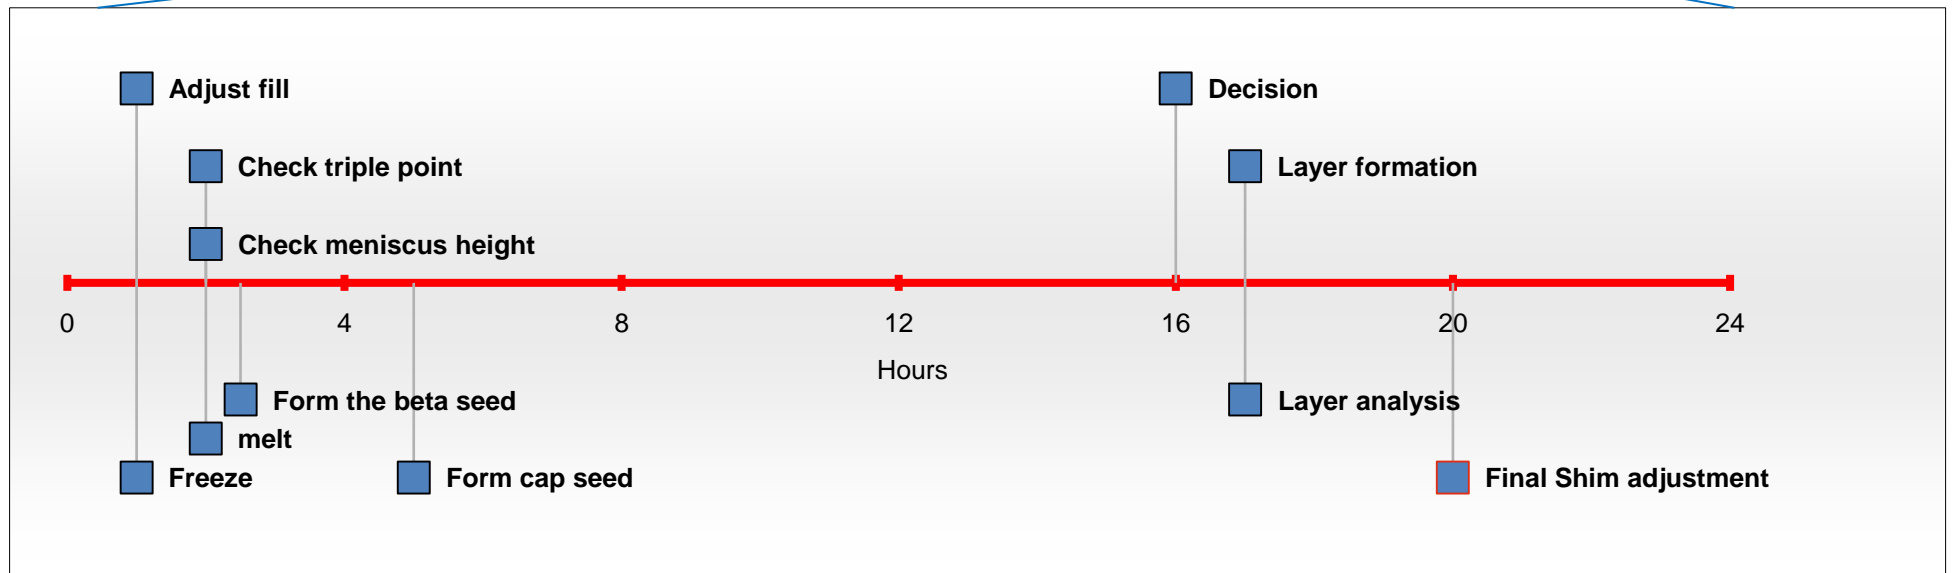 Adjust fill
Decision
Check triple point
Layer formation
Check meniscus height
0 4 8 12 16 20 24
Hours
Form the beta seed
Layer analysis
melt
Freeze
Form cap seed
Final Shim adjustment